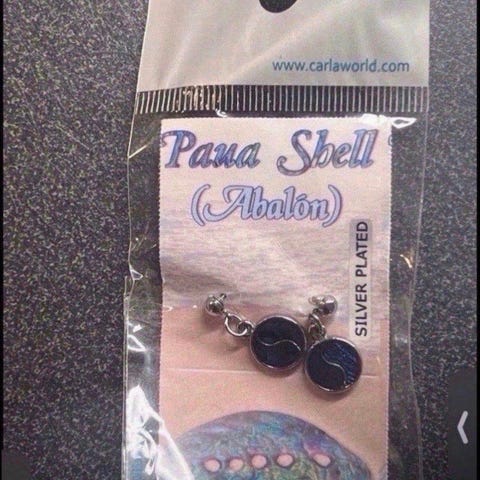 www.carlaworld.com
Paua Shell
(Abalón)
SILVER PLATED